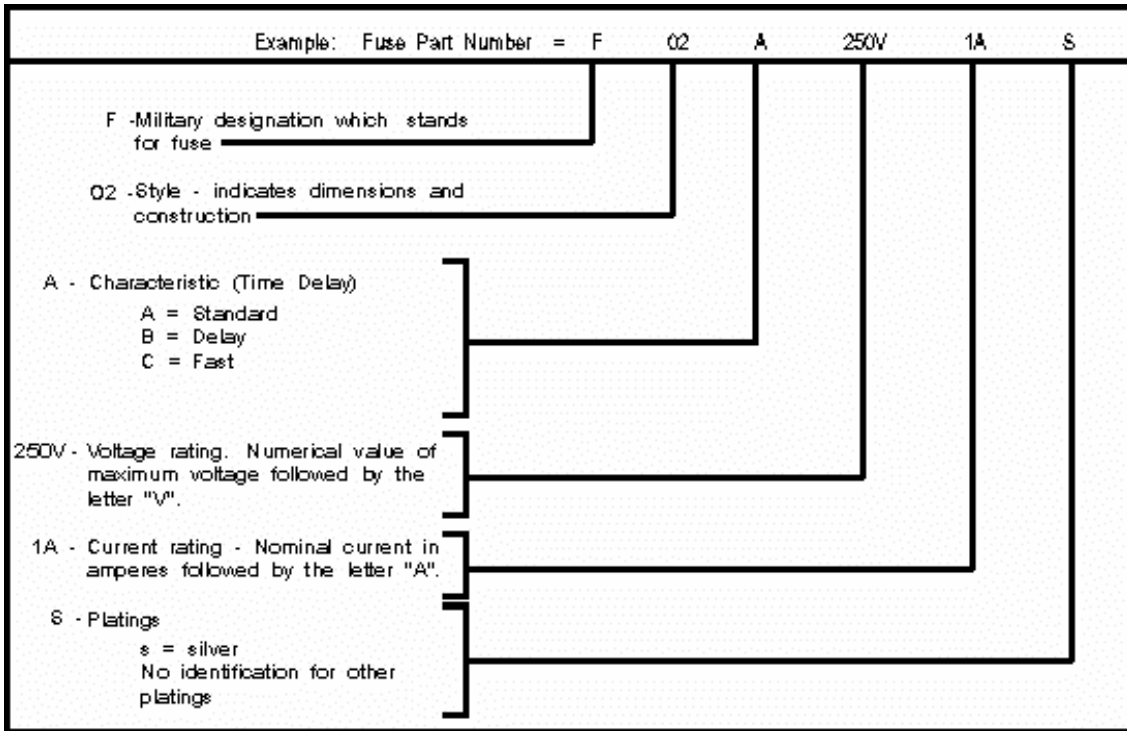 Example: Fuse Part Number = F 02 A 250V 1A S
F -Military designation which stands
for fuse
02 -Style - indicates dimensions and
construction
A - Characteristic (Time Delay)
A = Standard
B = Delay
C = Fast
250V - Voltage rating. Numerical value of
maximum voltage followed by the
letter "V".
1A - Current rating - Nominal current in
amperes followed by the letter "A".
S - Platings
s = silver
No identification for other
platings